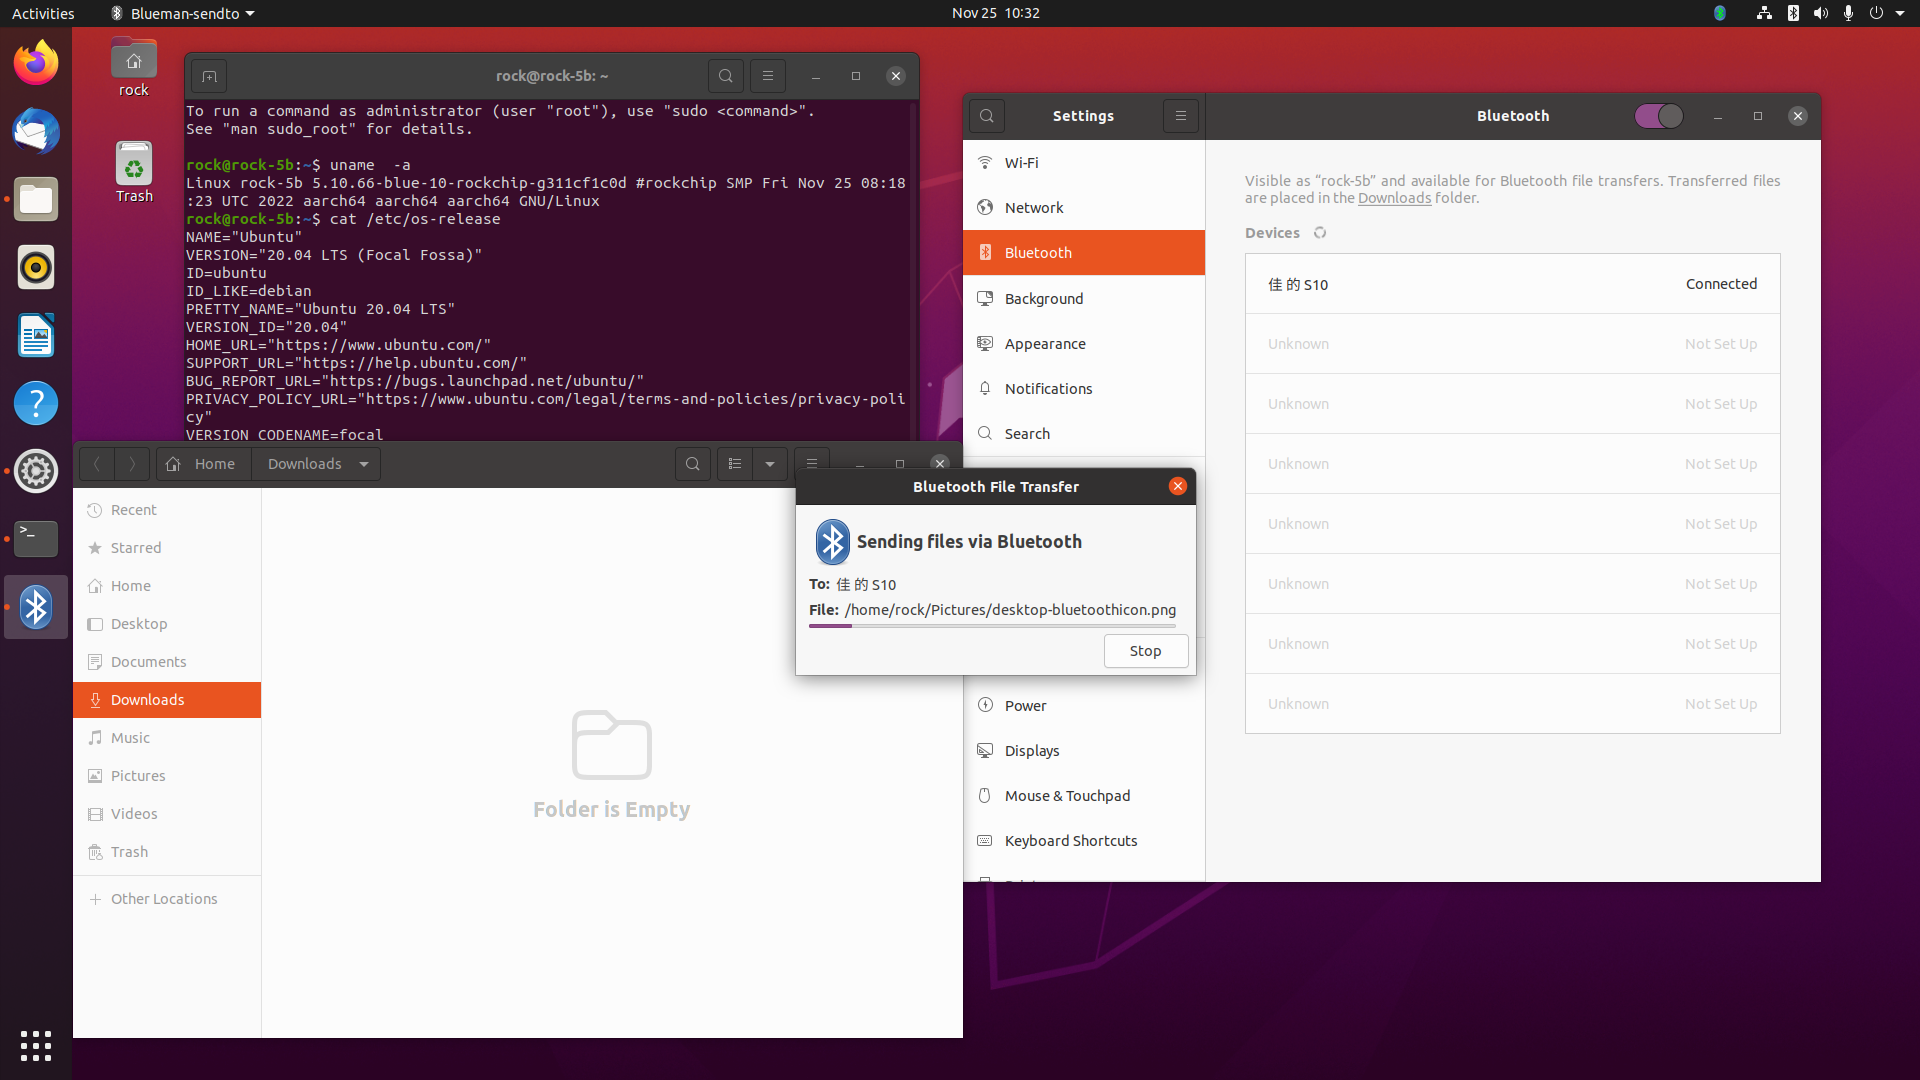 Activities
Blueman-sendto
Nov 25 10:32
rock
Trash
rock@rock-5b: ~
To run a command as administrator (user "root"), use "sudo <command>".
See "man sudo_root" for details.
rock@rock-5b:~$ uname  -a
Linux rock-5b 5.10.66-blue-10-rockchip-g311cf1c0d #rockchip SMP Fri Nov 25 08:18
:23 UTC 2022 aarch64 aarch64 aarch64 GNU/Linux
rock@rock-5b:~$ cat /etc/os-release
NAME="Ubuntu"
VERSION="20.04 LTS (Focal Fossa)"
ID=ubuntu
ID_LIKE=debian
PRETTY_NAME="Ubuntu 20.04 LTS"
VERSION_ID="20.04"
HOME_URL="https://www.ubuntu.com/"
SUPPORT_URL="https://help.ubuntu.com/"
BUG_REPORT_URL="https://bugs.launchpad.net/ubuntu/"
PRIVACY_POLICY_URL="https://www.ubuntu.com/legal/terms-and-policies/privacy-poli
cy"
VERSION_CODENAME=focal
Home
Downloads
Recent
Starred
Home
Desktop
Documents
Downloads
Music
Pictures
Videos
Trash
Other Locations
Folder is Empty
Bluetooth File Transfer
Sending files via Bluetooth
To: 佳 的 S10
File: /home/rock/Pictures/desktop-bluetoothicon.png
Stop
Settings
Wi-Fi
Network
Bluetooth
Background
Appearance
Notifications
Search
Power
Displays
Mouse & Touchpad
Keyboard Shortcuts
Bluetooth
Visible as “rock-5b” and available for Bluetooth file transfers. Transferred files
are placed in the Downloads folder.
Devices
佳 的 S10 Connected
Unknown Not Set Up
Unknown Not Set Up
Unknown Not Set Up
Unknown Not Set Up
Unknown Not Set Up
Unknown Not Set Up
Unknown Not Set Up